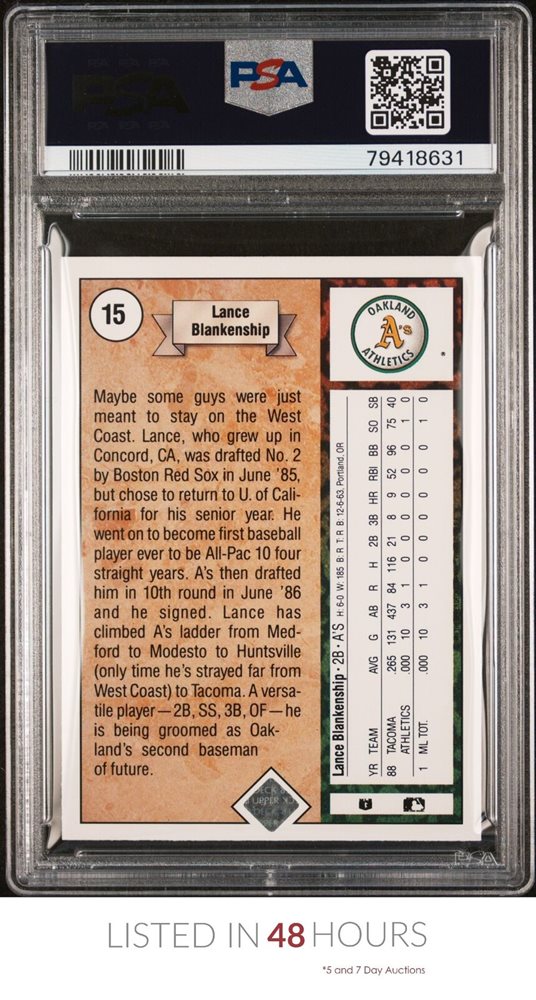 PSA
79418631
15
Lance
Blankenship
OAKLAND
A's
ATHLETICS
Maybe some guys were just
meant to stay on the West
Coast. Lance, who grew up in
Concord, CA, was drafted No. 2
by Boston Red Sox in June '85,
but chose to return to U. of Cali-
fornia for his senior year. He
went on to become first baseball
player ever to be All-Pac 10 four
straight years. A's then drafted
him in 10th round in June '86
and he signed. Lance has
climbed A's ladder from Med-
ford to Modesto to Huntsville
(only time he's strayed far from
West Coast) to Tacoma. A versa-
tile player—2B, SS, 3B, OF—he
is being groomed as Oak-
land's second baseman
of future.
Lance Blankenship · 2B · A'S H: 6-0 W: 185 B: R T: R B: 12-6-63, Portland, OR
YR TEAM AVG G AB R H 2B 3B HR RBI BB SO SB
88 TACOMA .265 131 437 84 116 21 8 9 52 96 75 40
ATHLETICS .000 10 3 1 0 0 0 0 0 0 1 0
1 ML TOT. .000 10 3 1 0 0 0 0 0 0 1 0
UPPER
PSA
LISTED IN 48 HOURS
*5 and 7 Day Auctions